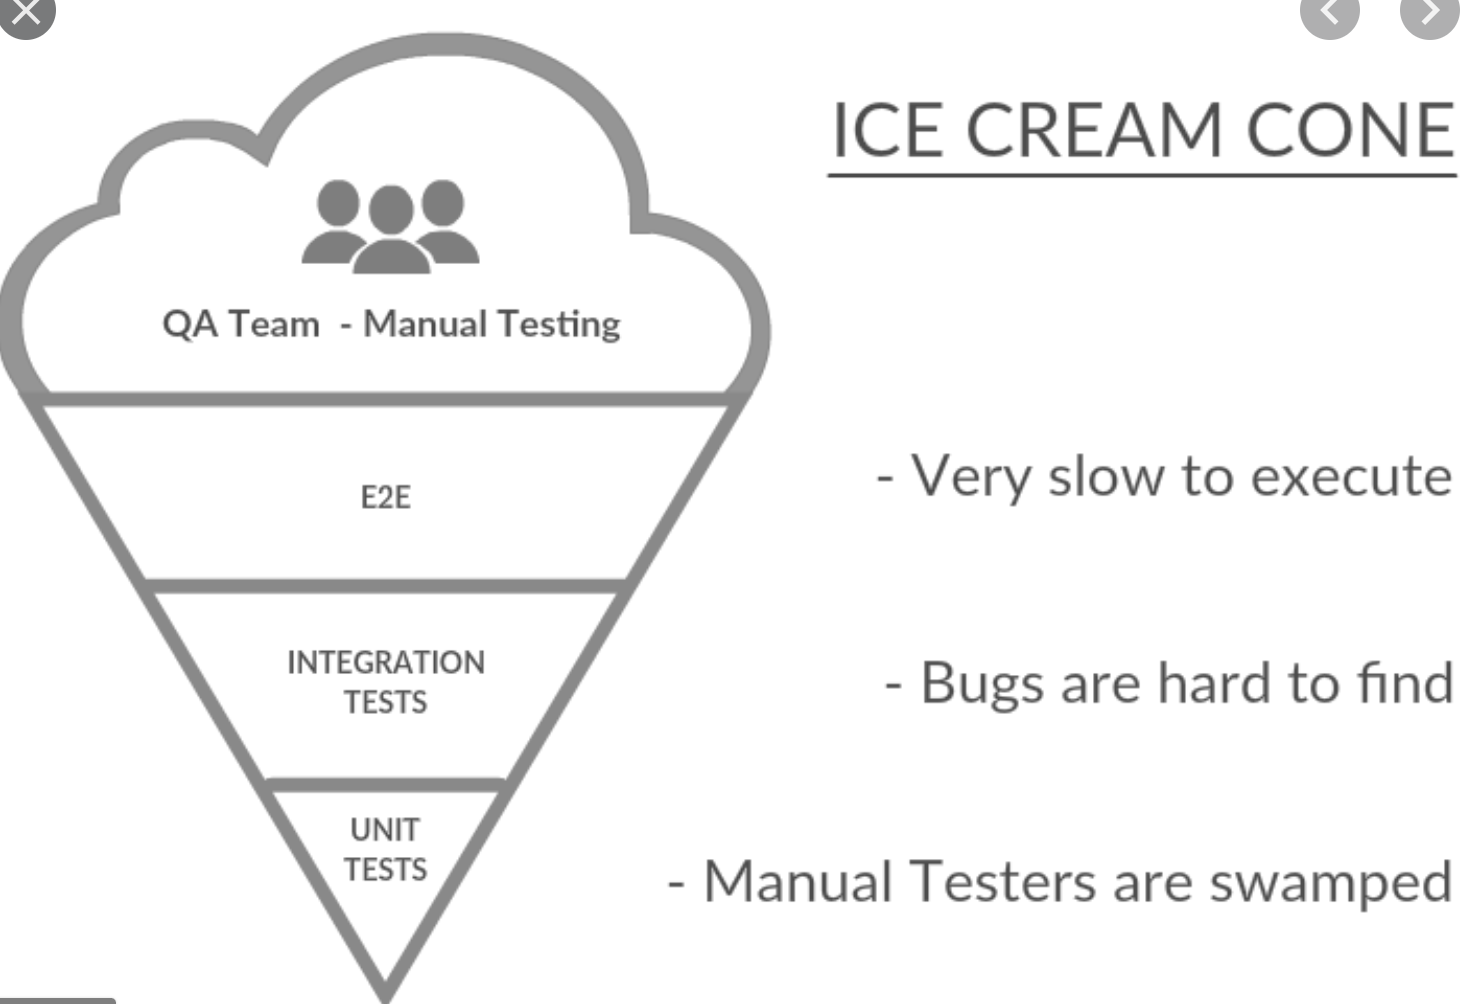 ICE CREAM CONE
QA Team - Manual Testing
E2E
INTEGRATION
TESTS
UNIT
TESTS
- Very slow to execute
- Bugs are hard to find
- Manual Testers are swamped